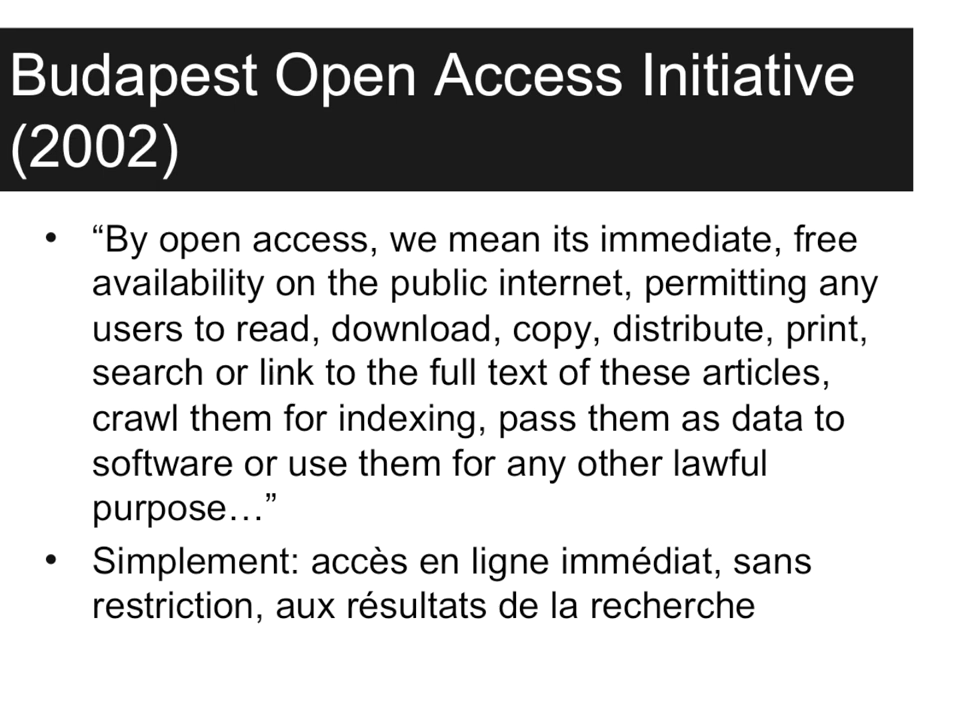 Budapest Open Access Initiative
(2002)
• “By open access, we mean its immediate, free
availability on the public internet, permitting any
users to read, download, copy, distribute, print,
search or link to the full text of these articles,
crawl them for indexing, pass them as data to
software or use them for any other lawful
purpose…”
• Simplement: accès en ligne immédiat, sans
restriction, aux résultats de la recherche